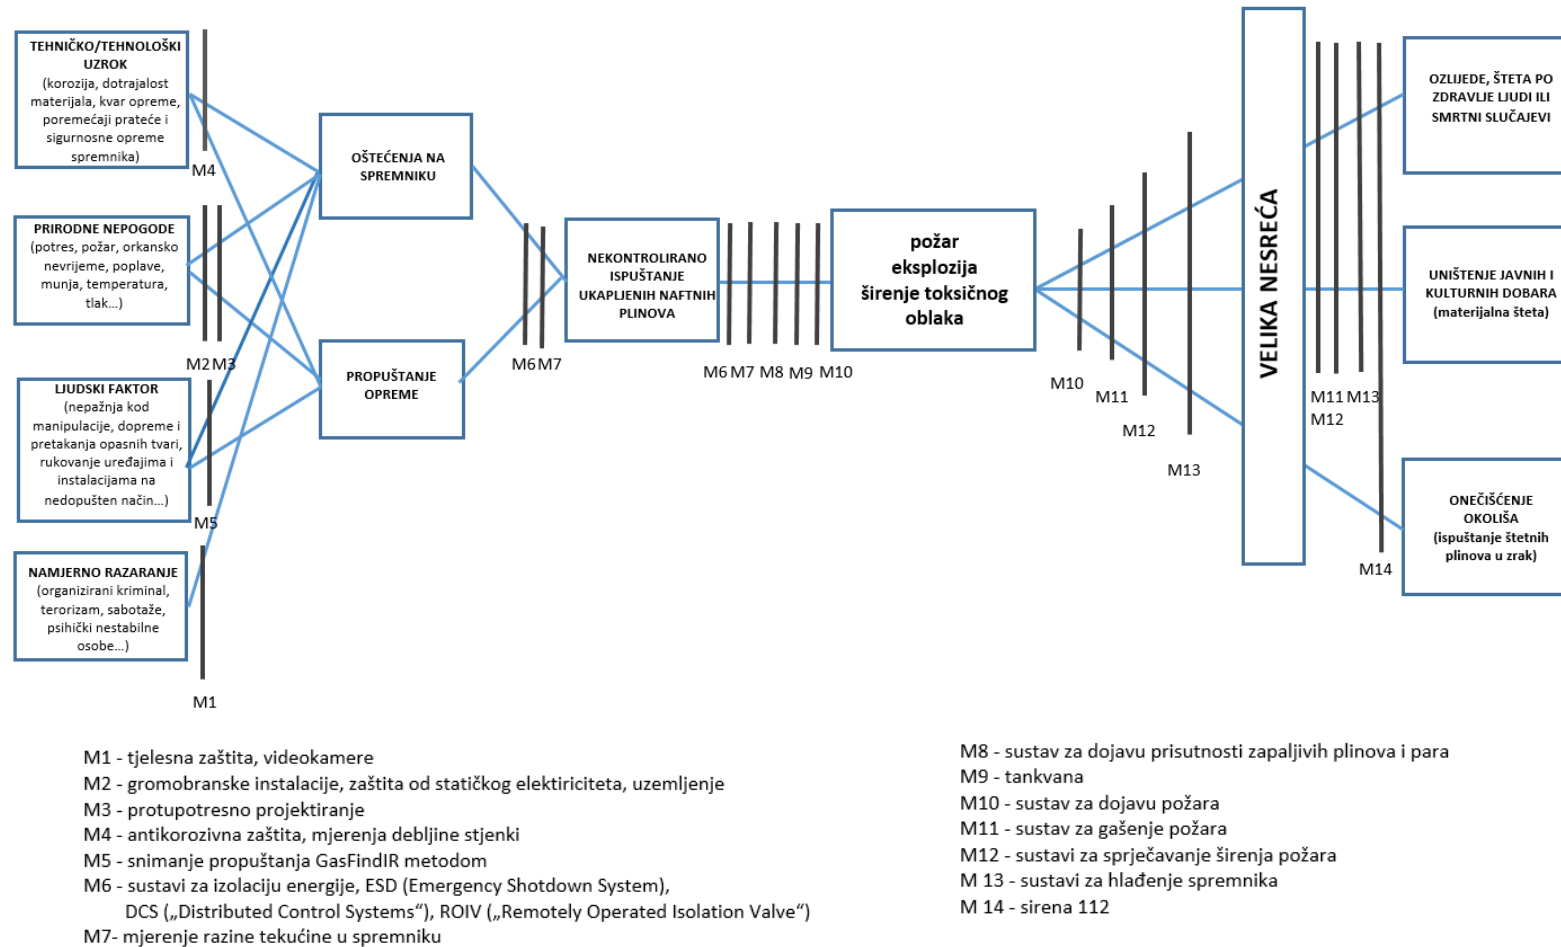 TEHNIČKO/TEHNOLOŠKI
UZROK
(korozija, dotrajalost
materijala, kvar opreme,
poremećaji prateće i
sigurnosne opreme
spremnika)
M4
PRIRODNE NEPOGODE
(potres, požar, orkansko
nevrijeme, poplave,
munja, temperatura,
tlak...)
M2 M3
LJUDSKI FAKTOR
(nepažnja kod
manipulacije, dopreme i
pretakanja opasnih tvari,
rukovanje uređajima i
instalacijama na
nedopušten način...)
M5
NAMJERNO RAZARANJE
(organizirani kriminal,
terorizam, sabotaže,
psihički nestabilne
osobe...)
M1
OŠTEĆENJA NA
SPREMNIKU
PROPUŠTANJE
OPREME
M6 M7
NEKONTROLIRANO
ISPUŠTANJE
UKAPLJENIH NAFTNIH
PLINOVA
M6 M7 M8 M9 M10
požar
eksplozija
širenje toksičnog
oblaka
M10
M11
M12
M13
VELIKA NESREĆA
M11 M13
M12
M14
OZLIJEDE, ŠTETA PO
ZDRAVLJE LJUDI ILI
SMRTNI SLUČAJEVI
UNIŠTENJE JAVNIH I
KULTURNIH DOBARA
(materijalna šteta)
ONEČIŠĆENJE
OKOLIŠA
(ispuštanje štetnih
plinova u zrak)
M1 - tjelesna zaštita, videokamere
M2 - gromobranske instalacije, zaštita od statičkog elektiriciteta, uzemljenje
M3 - protupotresno projektiranje
M4 - antikorozivna zaštita, mjerenja debljine stjenki
M5 - snimanje propuštanja GasFindIR metodom
M6 - sustavi za izolaciju energije, ESD (Emergency Shotdown System),
DCS („Distributed Control Systems“), ROIV („Remotely Operated Isolation Valve“)
M7- mjerenje razine tekućine u spremniku
M8 - sustav za dojavu prisutnosti zapaljivih plinova i para
M9 - tankvana
M10 - sustav za dojavu požara
M11 - sustav za gašenje požara
M12 - sustavi za sprječavanje širenja požara
M 13 - sustavi za hlađenje spremnika
M 14 - sirena 112